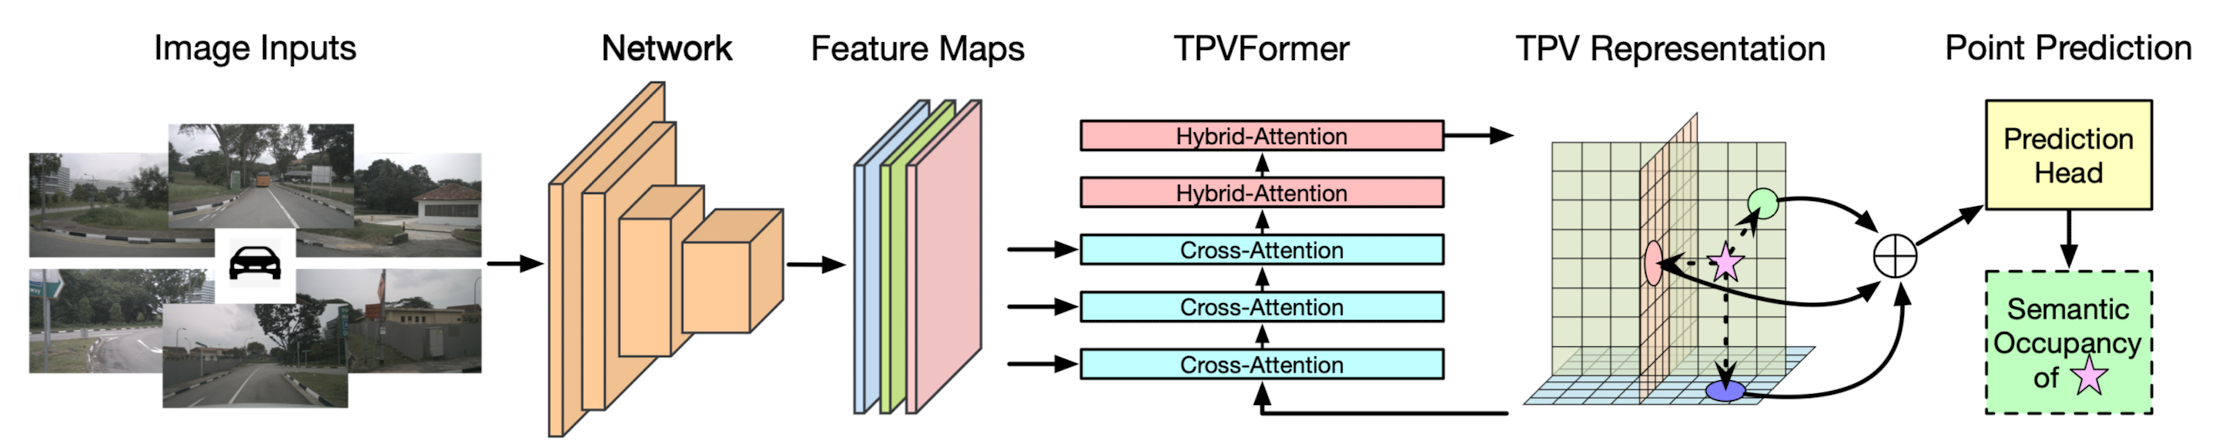 Image Inputs
Network
Feature Maps
TPVFormer
TPV Representation
Point Prediction
Hybrid-Attention
Hybrid-Attention
Cross-Attention
Cross-Attention
Cross-Attention
Prediction
Head
Semantic
Occupancy
of